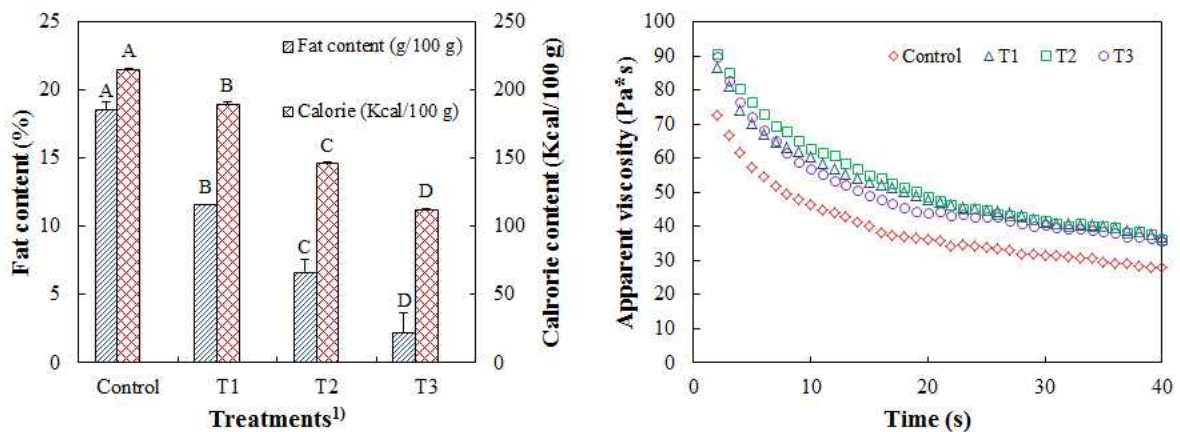 25
20
15
10
5
0
Fat content (%)
250
200
150
100
50
0
Calrorie content (Kcal/100 g)
Fat content (g/100 g)
Calorie (Kcal/100 g)
A
A
B
B
C
C
D
D
Control T1 T2 T3
Treatments1)
100
90
80
70
60
50
40
30
20
10
0
Apparent viscosity (Pa*s)
Control T1 T2 T3
0 10 20 30 40
Time (s)